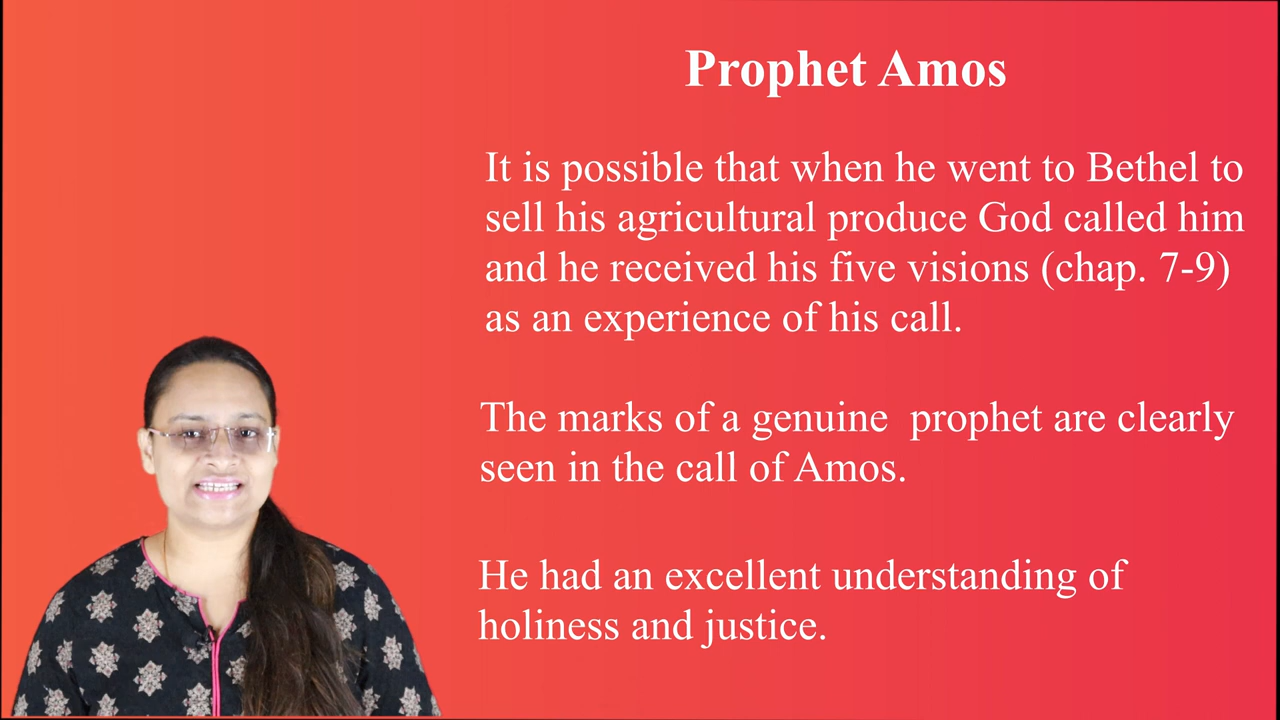 Prophet Amos
It is possible that when he went to Bethel to
sell his agricultural produce God called him
and he received his five visions (chap. 7-9)
as an experience of his call.
The marks of a genuine  prophet are clearly
seen in the call of Amos.
He had an excellent understanding of
holiness and justice.